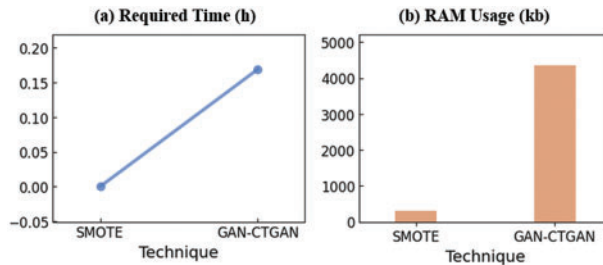 (a) Required Time (h)
0.20
0.15
0.10
0.05
0.00
−0.05
SMOTE
GAN-CTGAN
Technique
(b) RAM Usage (kb)
5000
4000
3000
2000
1000
0
SMOTE
GAN-CTGAN
Technique